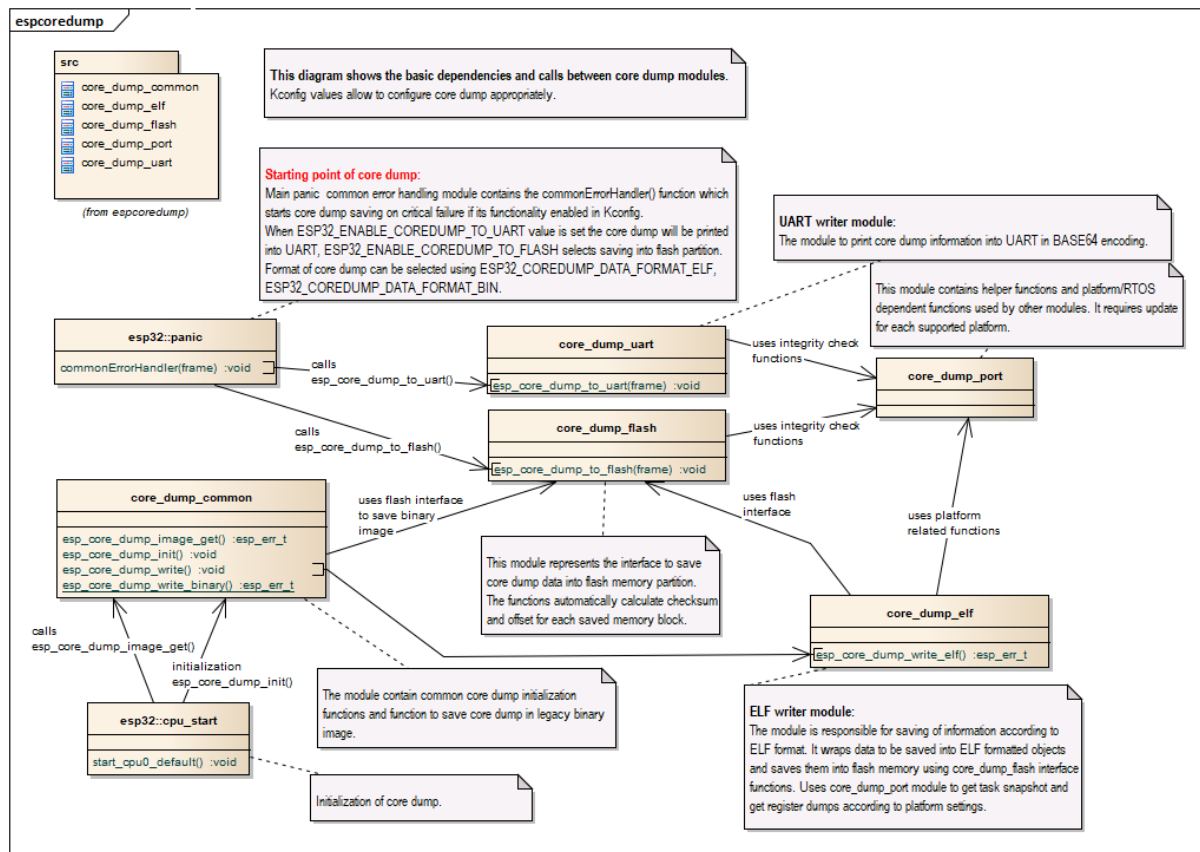 espcoredump
src
core_dump_common
core_dump_elf
core_dump_flash
core_dump_port
core_dump_uart
(from espcoredump)
This diagram shows the basic dependencies and calls between core dump modules.
Kconfig values allow to configure core dump appropriately.
Starting point of core dump:
Main panic common error handling module contains the commonErrorHandler() function which
starts core dump saving on critical failure if its functionality enabled in Kconfig.
When ESP32_ENABLE_COREDUMP_TO_UART value is set the core dump will be printed
into UART, ESP32_ENABLE_COREDUMP_TO_FLASH selects saving into flash partition.
Format of core dump can be selected using ESP32_COREDUMP_DATA_FORMAT_ELF,
ESP32_COREDUMP_DATA_FORMAT_BIN.
UART writer module:
The module to print core dump information into UART in BASE64 encoding.
This module contains helper functions and platform/RTOS
dependent functions used by other modules. It requires update
for each supported platform.
esp32::panic
commonErrorHandler(frame) :void
calls
esp_core_dump_to_uart()
core_dump_uart
esp_core_dump_to_uart(frame) :void
uses integrity check
functions
core_dump_port
calls
esp_core_dump_to_flash()
core_dump_flash
esp_core_dump_to_flash(frame) :void
uses integrity check
functions
core_dump_common
esp_core_dump_image_get() :esp_err_t
esp_core_dump_init() :void
esp_core_dump_write() :void
esp_core_dump_write_binary() :esp_err_t
uses flash interface
to save binary
image
uses flash
interface
uses platform
related functions
This module represents the interface to save
core dump data into flash memory partition.
The functions automatically calculate checksum
and offset for each saved memory block.
core_dump_elf
esp_core_dump_write_elf() :esp_err_t
calls
esp_core_dump_image_get()
initialization
esp_core_dump_init()
The module contain common core dump initialization
functions and function to save core dump in legacy binary
image.
esp32::cpu_start
start_cpu0_default() :void
Initialization of core dump.
ELF writer module:
The module is responsible for saving of information according to
ELF format. It wraps data to be saved into ELF formatted objects
and saves them into flash memory using core_dump_flash interface
functions. Uses core_dump_port module to get task snapshot and
get register dumps according to platform settings.